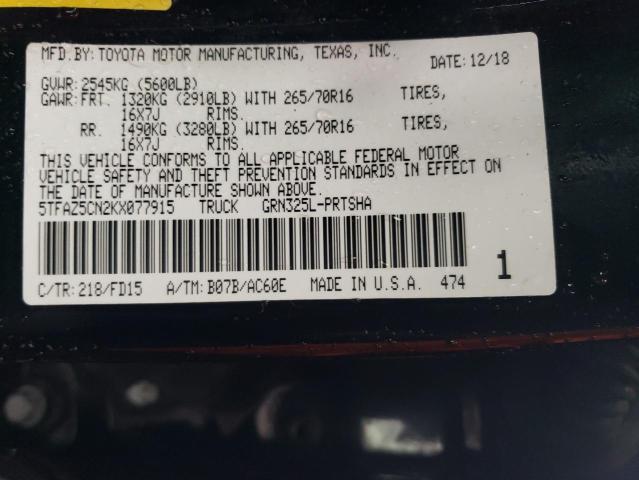 MFD.BY: TOYOTA MOTOR MANUFACTURING, TEXAS, INC. DATE: 12/18
GVWR: 2545KG (5600LB)
GAWR: FRT. 1320KG (2910LB) WITH 265/70R16 TIRES,
16X7J RIMS.
RR. 1490KG (3280LB) WITH 265/70R16 TIRES,
16X7J RIMS.
THIS VEHICLE CONFORMS TO ALL APPLICABLE FEDERAL MOTOR
VEHICLE SAFETY AND THEFT PREVENTION STANDARDS IN EFFECT ON
THE DATE OF MANUFACTURE SHOWN ABOVE.
5TFAZ5CN2KX077915 TRUCK GRN325L-PRTSHA
C/TR: 218/FD15 A/TM: B07B/AC60E MADE IN U.S.A. 474 1